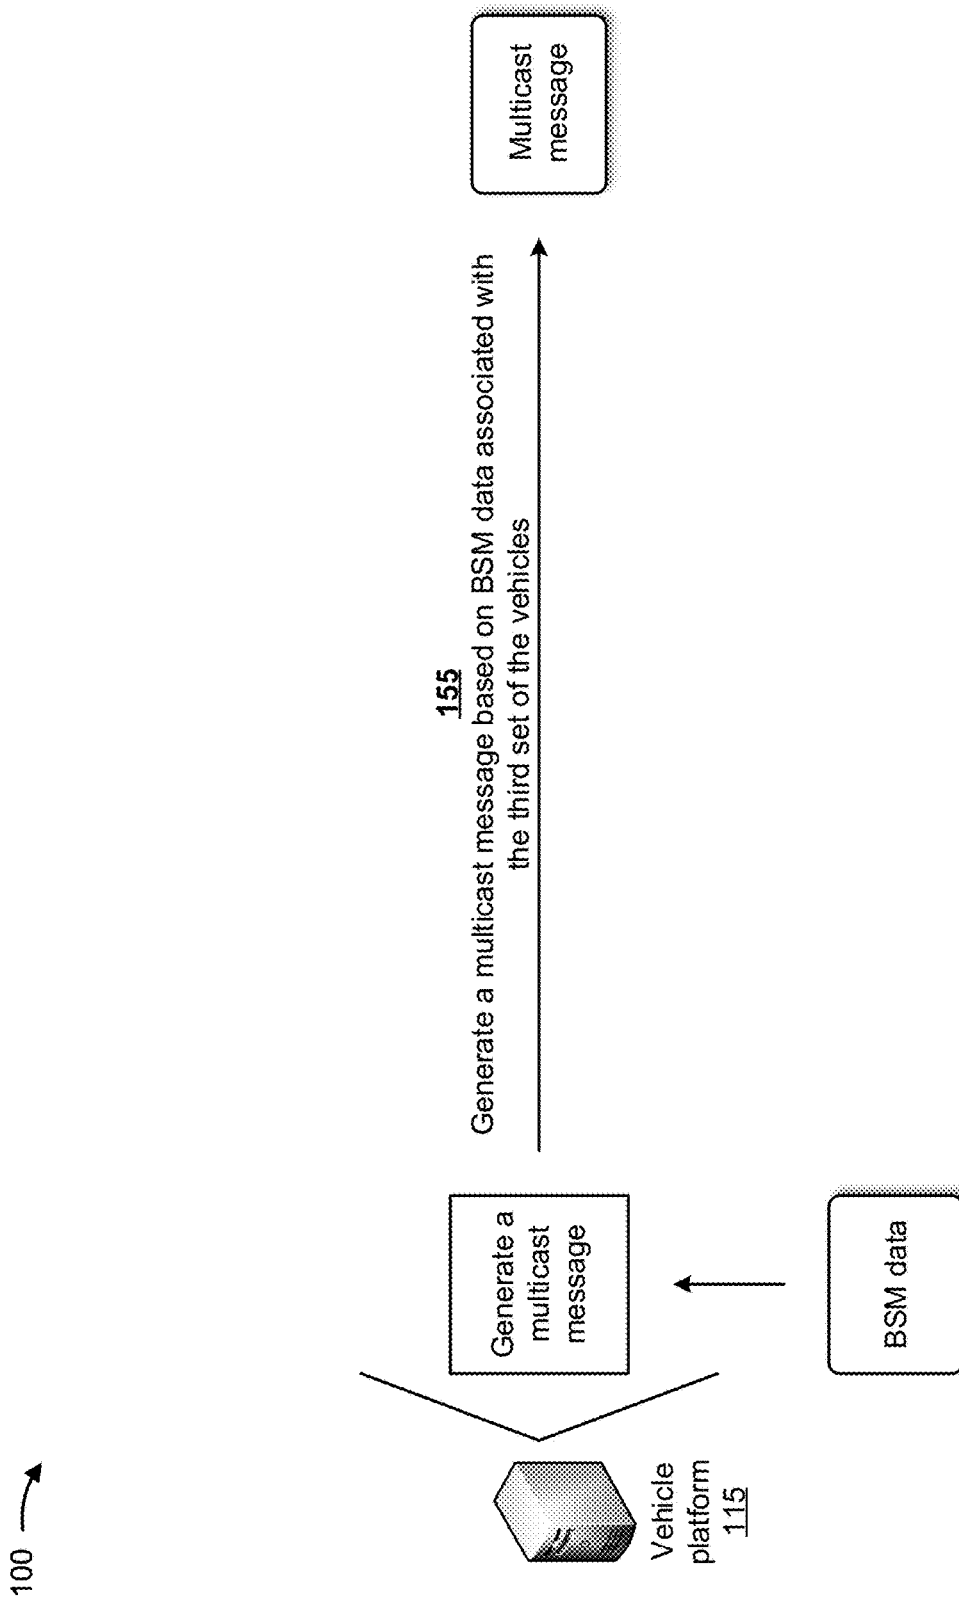 100
155
Generate a multicast message based on BSM data associated with
the third set of the vehicles
Generate a
multicast
message
Multicast
message
Vehicle
platform
115
BSM data